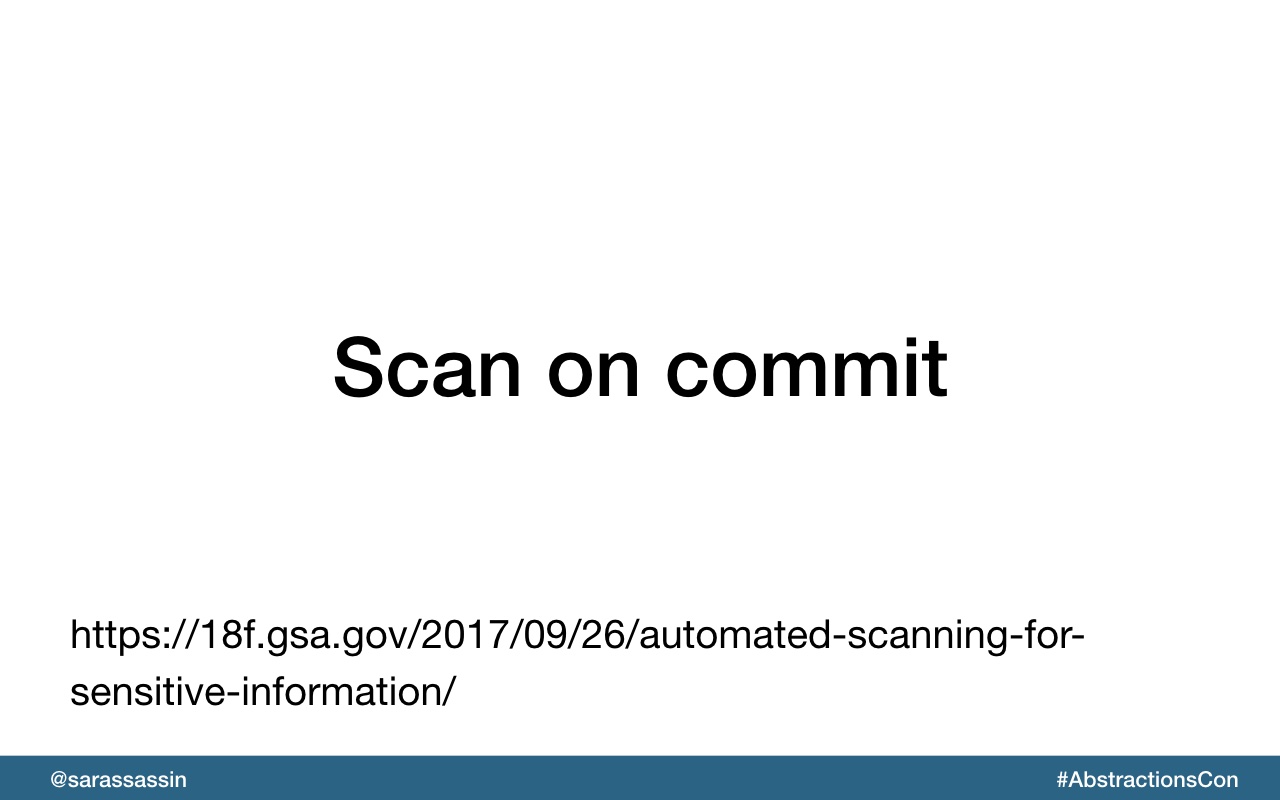 Scan on commit
https://18f.gsa.gov/2017/09/26/automated-scanning-for-
sensitive-information/
@sarassassin
#AbstractionsCon